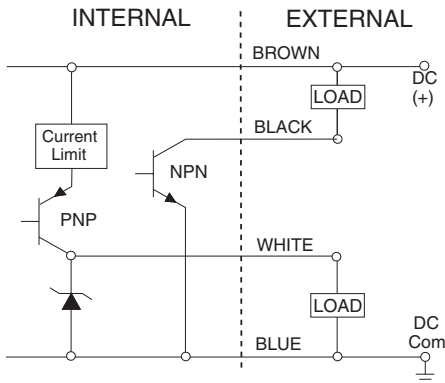 INTERNAL
EXTERNAL
BROWN
LOAD
DC
(+)
BLACK
Current
Limit
NPN
PNP
WHITE
LOAD
DC
Com
BLUE